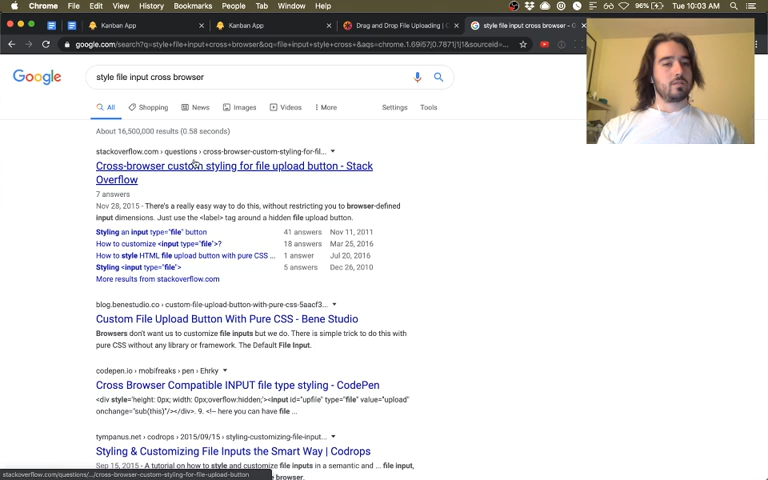 Chrome File Edit View History Bookmarks People Tab Window Help 96% Tue 10:03 AM
Kanban App Kanban App Drag and Drop File Uploading | C style file input cross browser - G
google.com/search?q=style+file+input+cross+browser&oq=file+input+style+cross+&aqs=chrome.1.69i57j0.7871j1j1&sourceid=...
Google style file input cross browser
All Shopping News Images Videos More Settings Tools
About 16,500,000 results (0.58 seconds)
stackoverflow.com › questions › cross-browser-custom-styling-for-fil...
Cross-browser custom styling for file upload button - Stack
Overflow
7 answers
Nov 28, 2015 - There's a really easy way to do this, without restricting you to browser-defined
input dimensions. Just use the <label> tag around a hidden file upload button.
Styling an input type="file" button 41 answers Nov 11, 2011
How to customize <input type="file">? 18 answers Mar 25, 2016
How to style HTML file upload button with pure CSS ... 1 answer Jul 20, 2016
Styling <input type="file"> 5 answers Dec 26, 2010
More results from stackoverflow.com
blog.benestudio.co › custom-file-upload-button-with-pure-css-5aacf3...
Custom File Upload Button With Pure CSS - Bene Studio
Browsers don't want us to customize file inputs but we do. There is simple trick to do this with
pure CSS without any library or framework. The Default File Input.
codepen.io › mobifreaks › pen › Ehrky
Cross Browser Compatible INPUT file type styling - CodePen
<div style='height: 0px; width: 0px;overflow:hidden;'><input id="upfile" type="file" value="upload"
onchange="sub(this)"/></div>. 9. <!-- here you can have file ...
tympanus.net › codrops › 2015/09/15 › styling-customizing-file-input...
Styling & Customizing File Inputs the Smart Way | Codrops
Sep 15, 2015 - A tutorial on how to style and customize file inputs in a semantic and ... file input,
browser.
stackoverflow.com/questions/.../cross-browser-custom-styling-for-file-upload-button